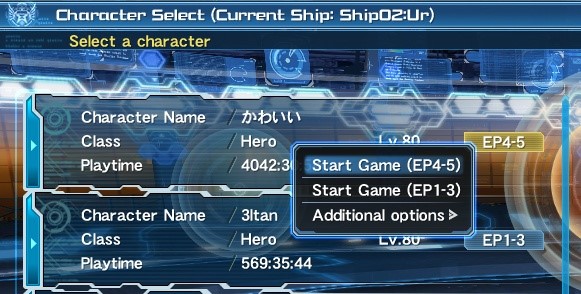 Character Select (Current Ship: Ship02:Ur)
Select a character
Character Name / かわいい
Class / Hero Lv.80 EP4-5
Playtime / 4042:3
Start Game (EP4-5)
Start Game (EP1-3)
Additional options
Character Name / 3ltan
Class / Hero Lv.80 EP1-3
Playtime / 569:35:44